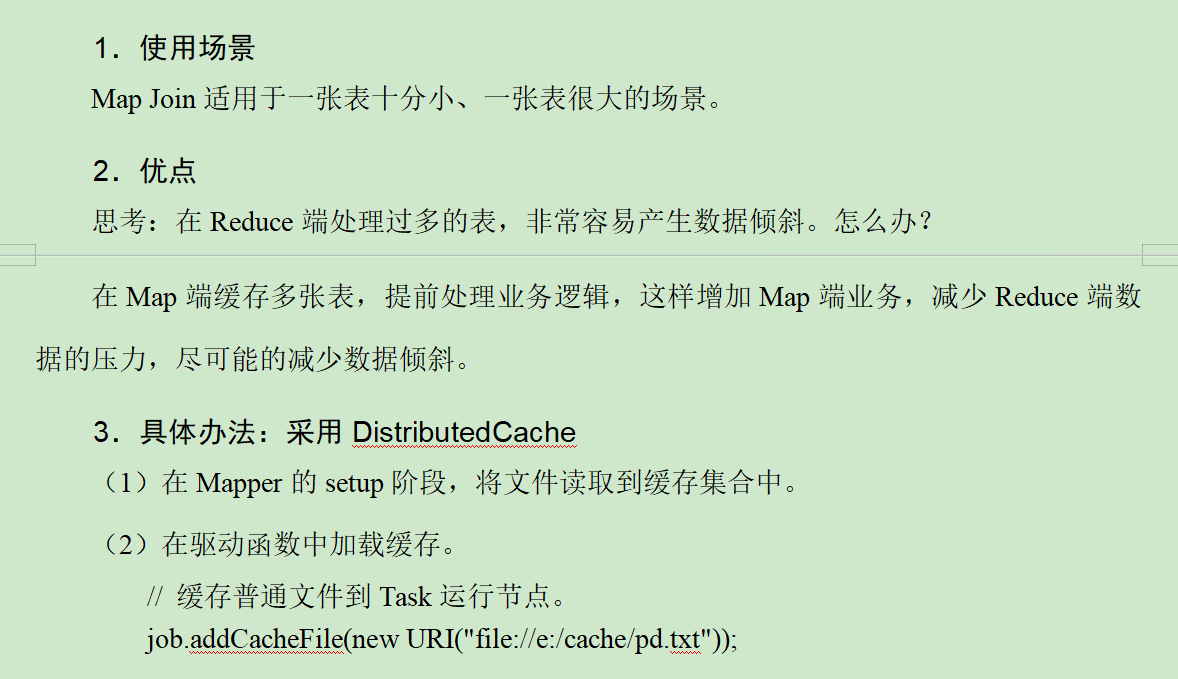 1．使用场景
Map Join 适用于一张表十分小、一张表很大的场景。
2．优点
思考：在 Reduce 端处理过多的表，非常容易产生数据倾斜。怎么办？
在 Map 端缓存多张表，提前处理业务逻辑，这样增加 Map 端业务，减少 Reduce 端数
据的压力，尽可能的减少数据倾斜。
3．具体办法：采用 DistributedCache
（1）在 Mapper 的 setup 阶段，将文件读取到缓存集合中。
（2）在驱动函数中加载缓存。
// 缓存普通文件到 Task 运行节点。
job.addCacheFile(new URI("file://e:/cache/pd.txt"));